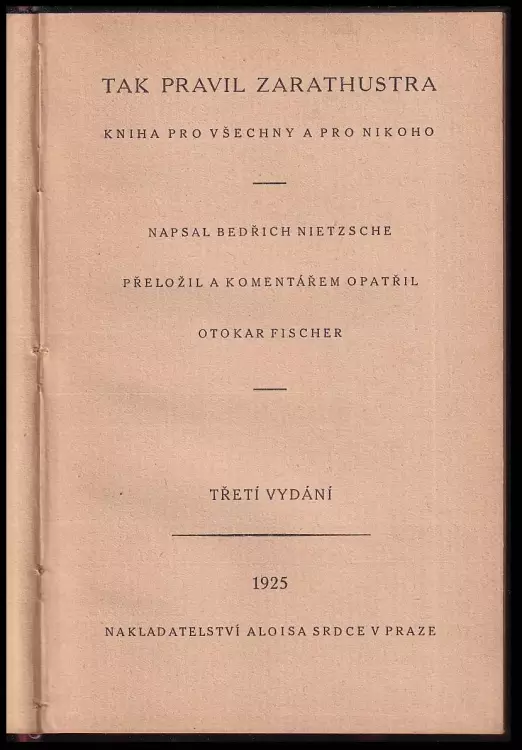 TAK PRAVIL ZARATHUSTRA
KNIHA PRO VŠECHNY A PRO NIKOHO
NAPSAL BEDŘICH NIETZSCHE
PŘELOŽIL A KOMENTÁŘEM OPATŘIL
OTOKAR FISCHER
TŘETÍ VYDÁNÍ
1925
NAKLADATELSTVÍ ALOISA SRDCE V PRAZE